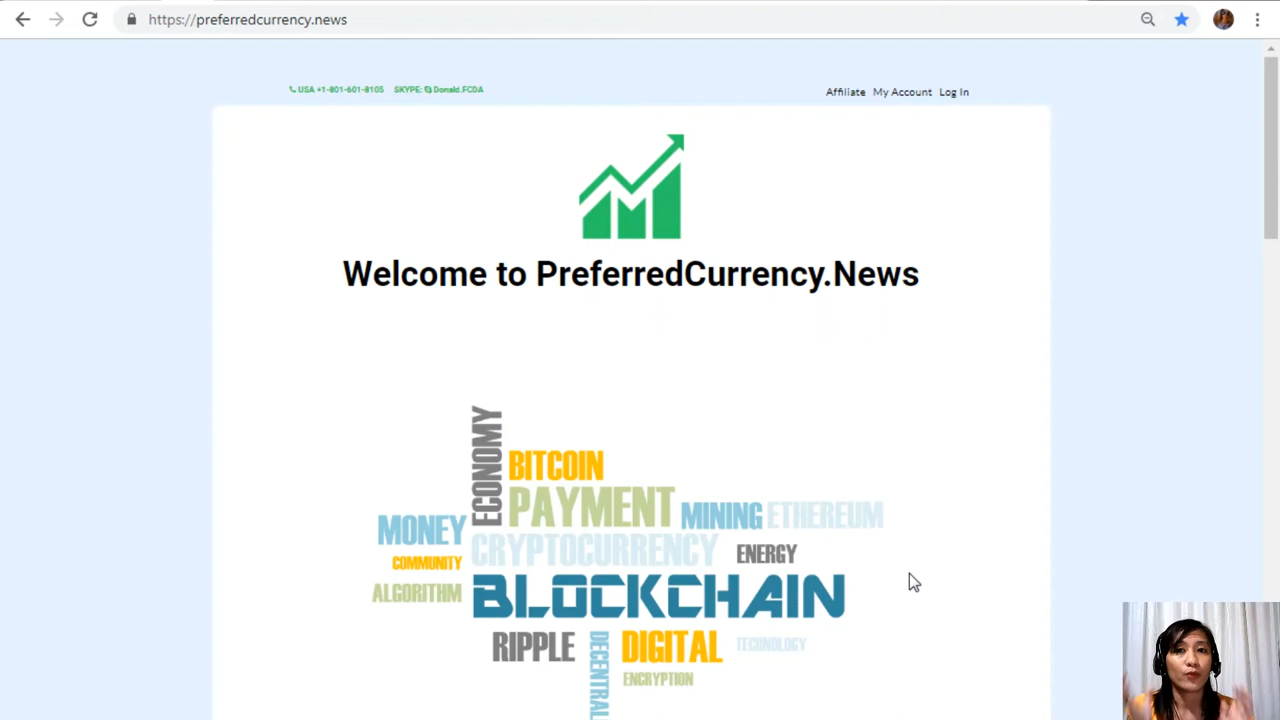 https://preferredcurrency.news
USA +1-801-601-8105 SKYPE: Donald.FCDA
Affiliate My Account Log In
Welcome to PreferredCurrency.News
ECONOMY
BITCOIN
PAYMENT
MONEY
MINING
ETHEREUM
CRYPTOCURRENCY
COMMUNITY
ENERGY
ALGORITHM
BLOCKCHAIN
RIPPLE
DIGITAL
TECHNOLOGY
DECENTRAL
ENCRYPTION